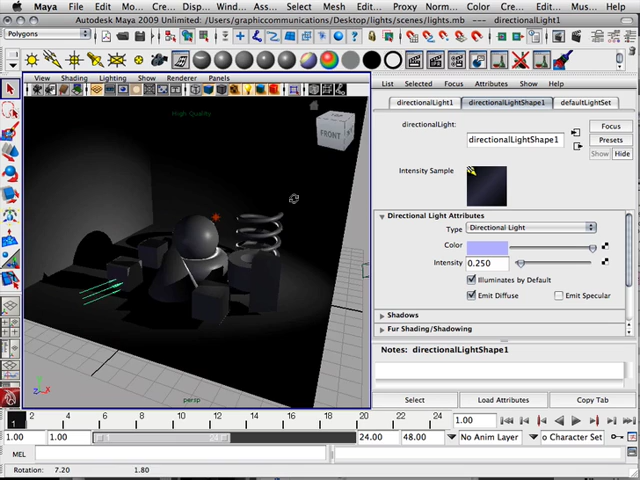 Maya File Edit Mo... Create Display Select Mesh Edit ... Proxy Norm... Color Cre... Mus... Help
Autodesk Maya 2009 Unlimited: /Users/graphiccommunications/Desktop/lights/scenes/lights.mb --- directionalLight1
Polygons
View Shading Lighting Show Renderer Panels
List Selected Focus Attributes Show Help
High Quality
FRONT
directionalLight1 directionalLightShape1 defaultLightSet
directionalLight: directionalLightShape1
Focus
Presets
Show Hide
Intensity Sample
Directional Light Attributes
Type Directional Light
Color
Intensity 0.250
Illuminates by Default
Emit Diffuse Emit Specular
Shadows
Fur Shading/Shadowing
Notes: directionalLightShape1
persp
Select Load Attributes Copy Tab
1 2 4 6 8 10 12 14 16 18 20 22 24 1.00
1.00 1.00 1 24 24.00 48.00 No Anim Layer o Character Set
MEL
Rotation: 7.20 1.80